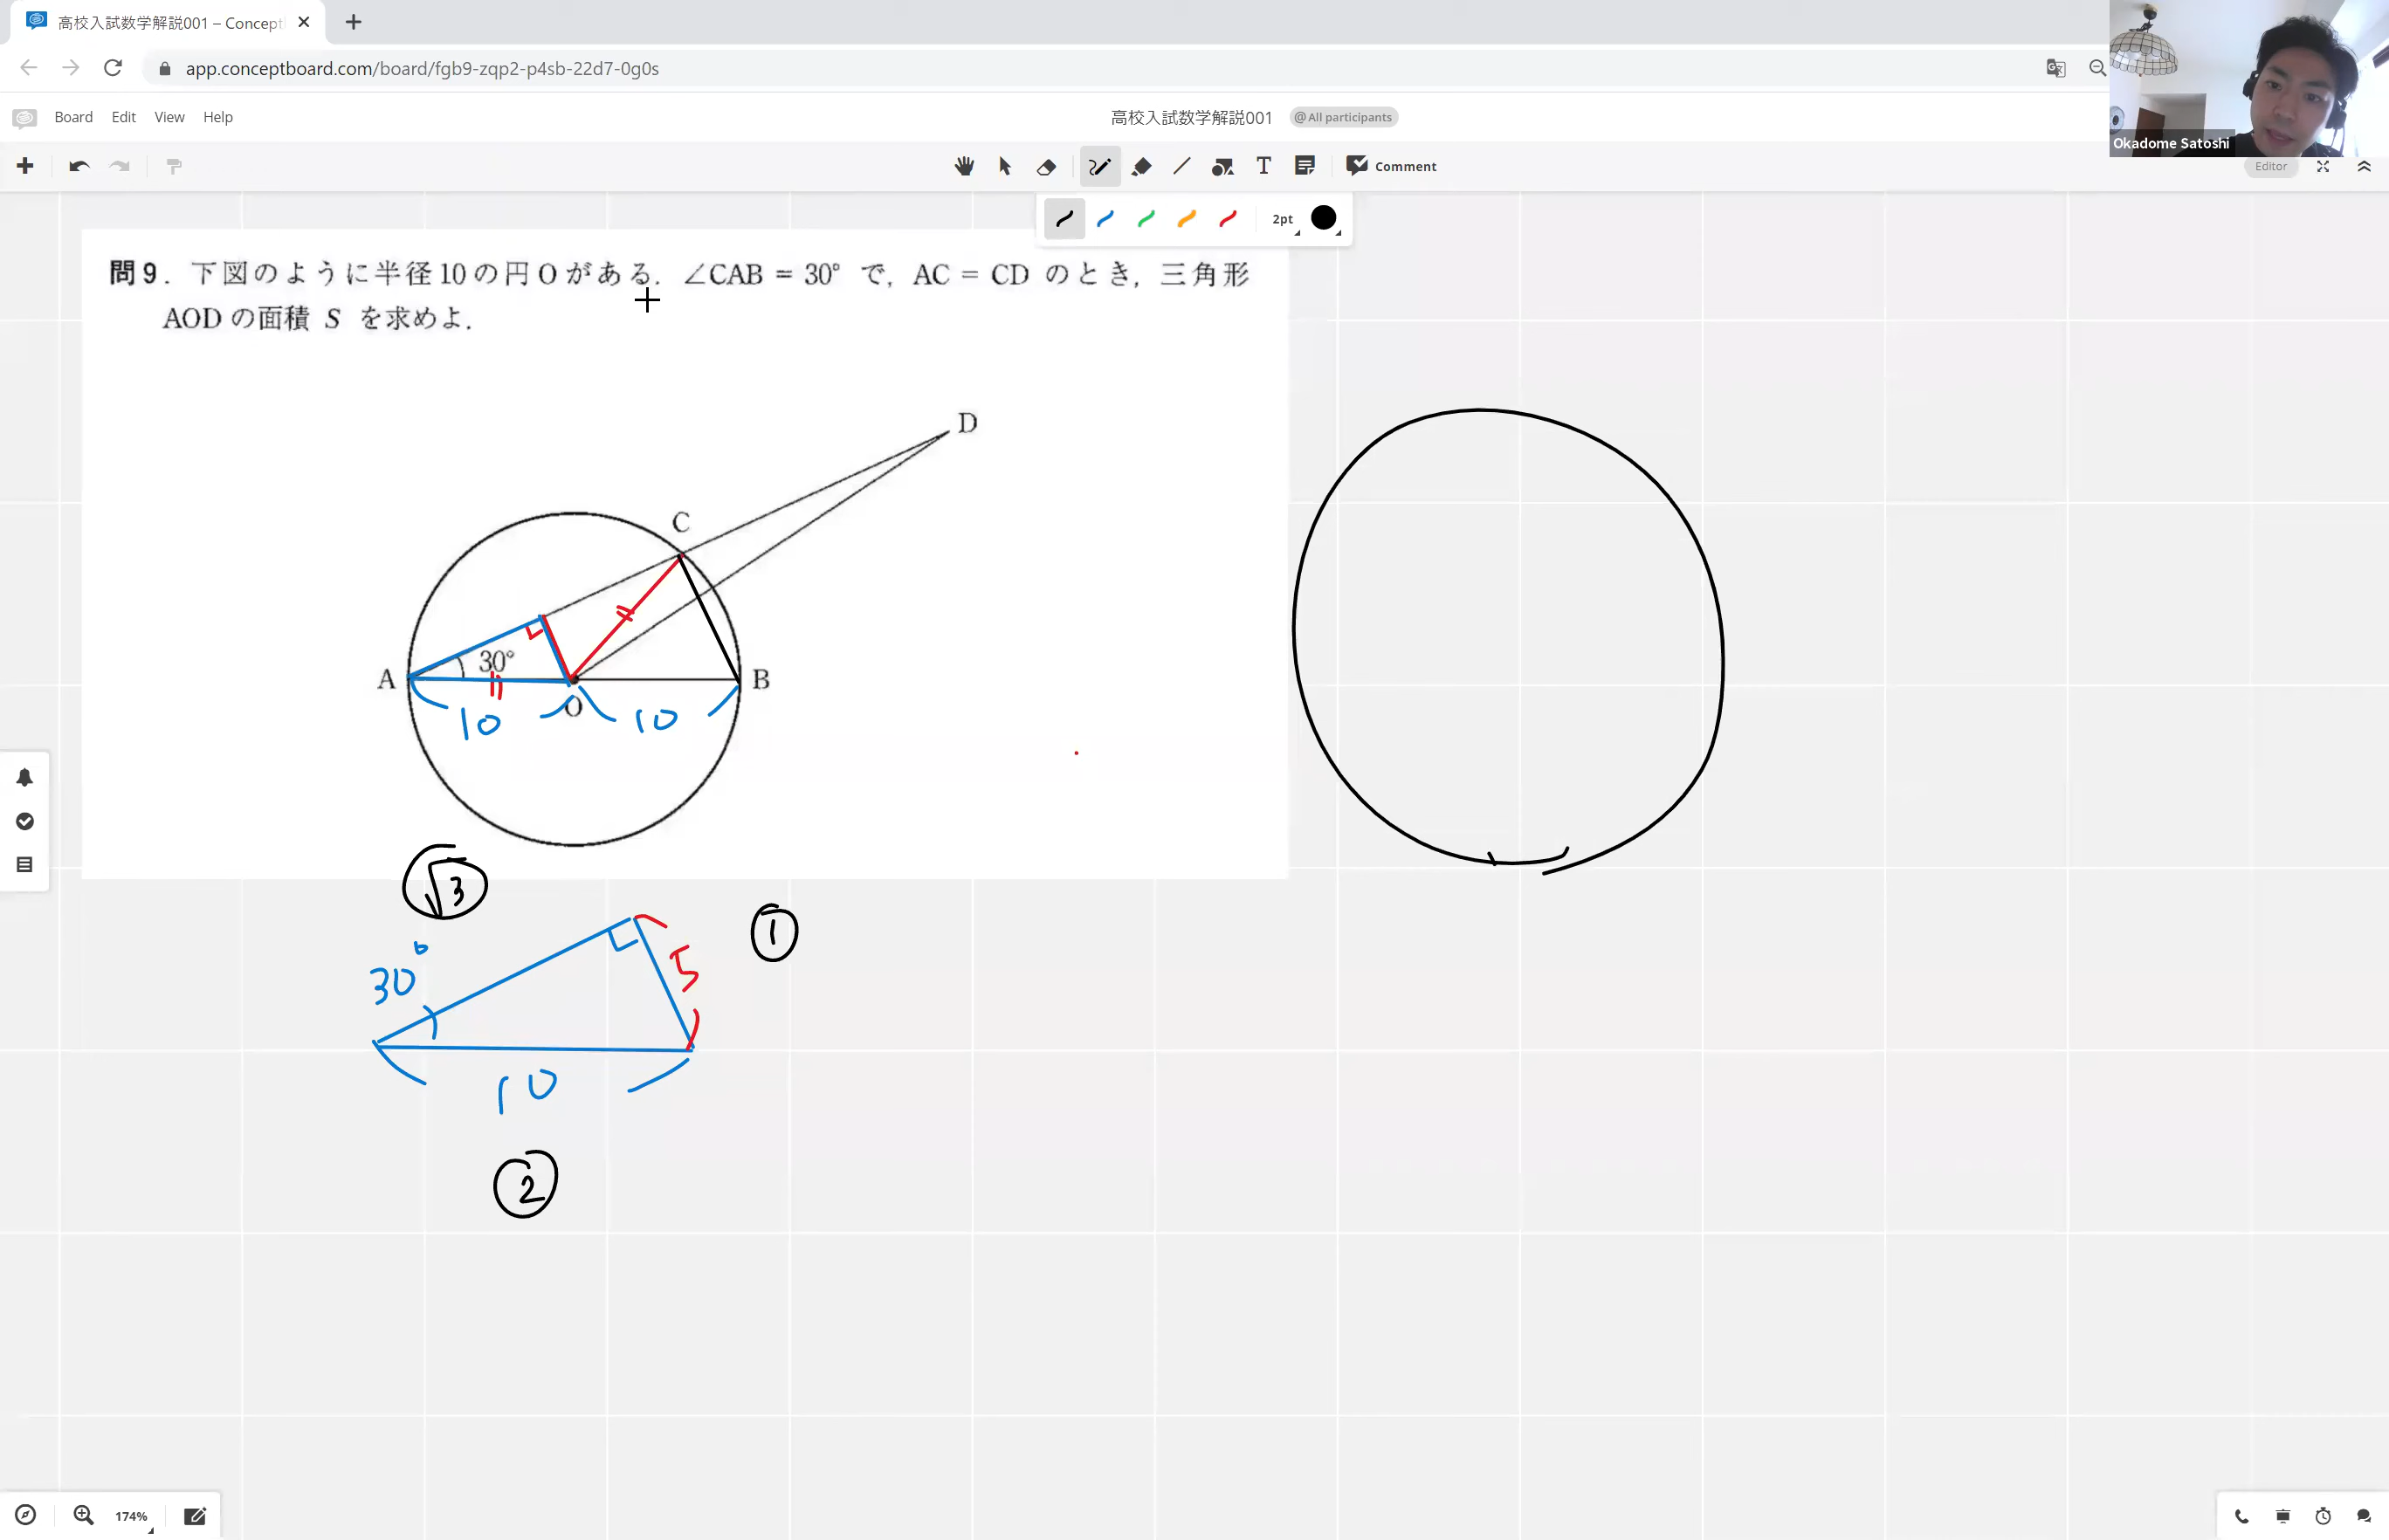 高校入試数学解説001 – Concept
app.conceptboard.com/board/fgb9-zqp2-p4sb-22d7-0g0s
Okadome Satoshi
Board Edit View Help
高校入試数学解説001 @All participants
T Comment
Editor
2pt
問9. 下図のように半径10の円Oがある. ∠CAB = 30° で, AC = CD のとき, 三角形
AODの面積 S を求めよ.
D
C
30°
A
B
O
10
10
√3
1
30°
5
10
2
174%